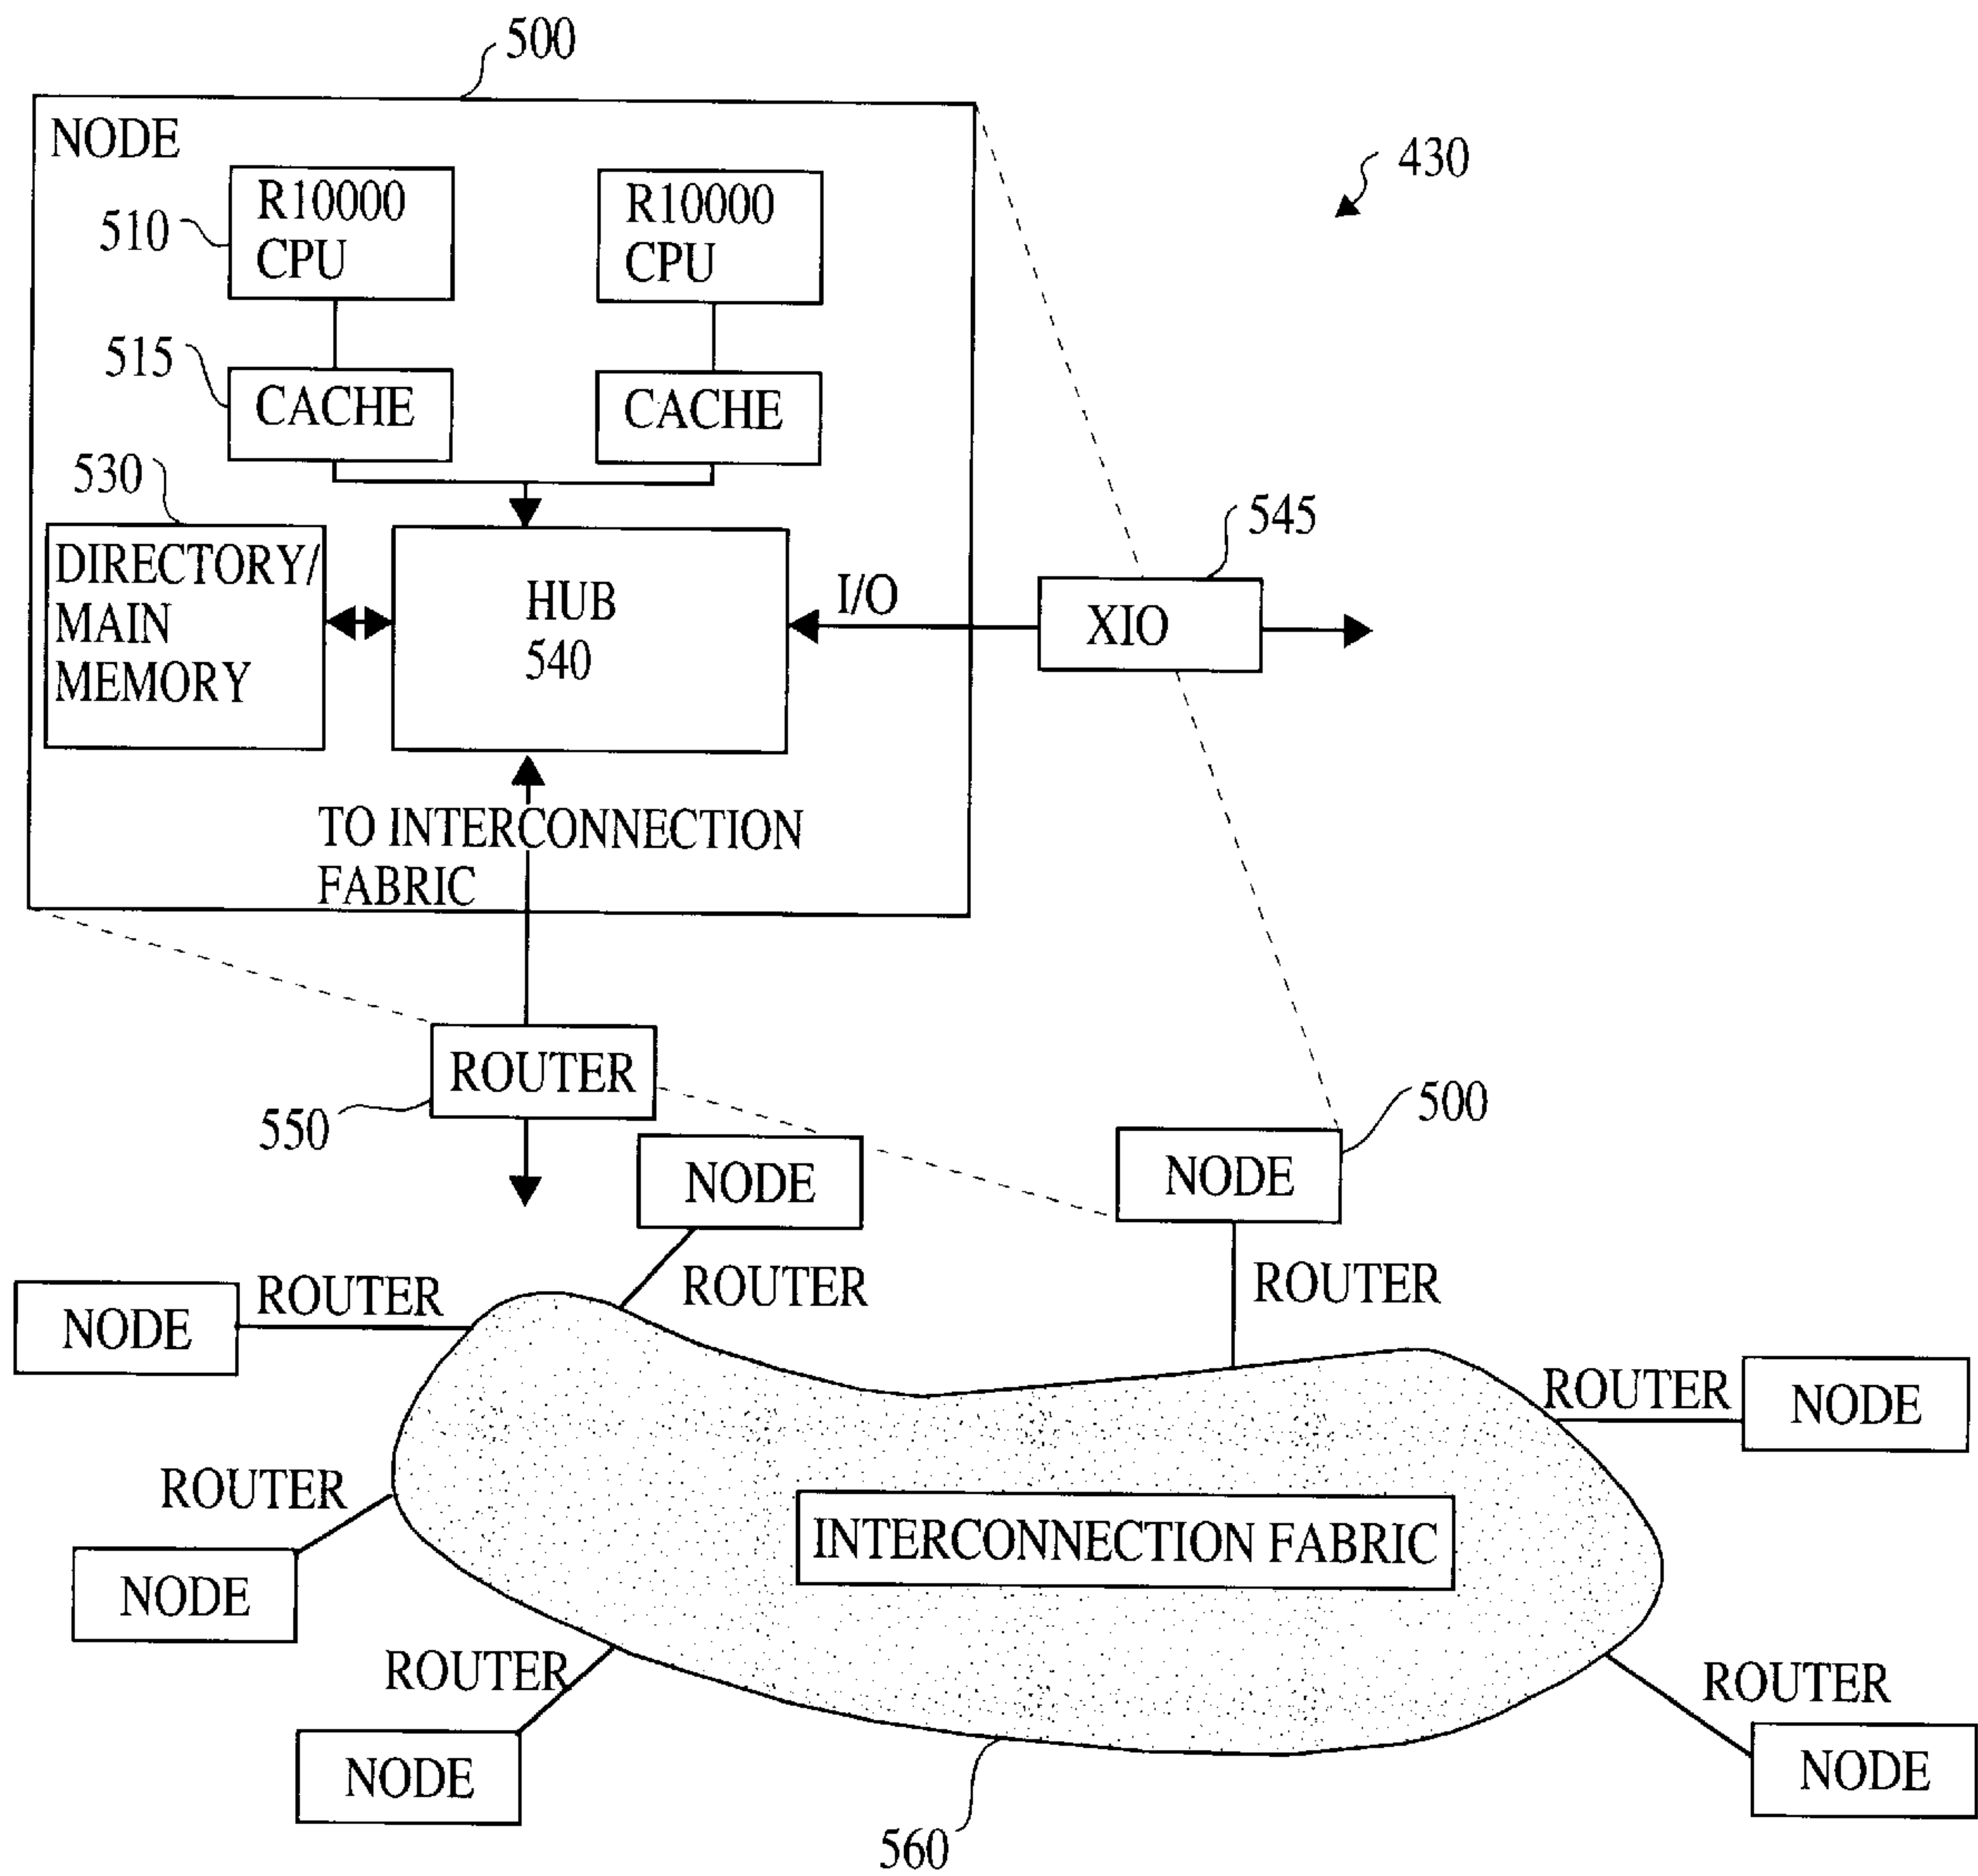 500
NODE
430
R10000
CPU
R10000
CPU
510
515
CACHE
CACHE
530
545
DIRECTORY/
MAIN
MEMORY
HUB
540
I/O
XIO
TO INTERCONNECTION
FABRIC
ROUTER
550
500
NODE
NODE
ROUTER
ROUTER
ROUTER
NODE
ROUTER
NODE
ROUTER
INTERCONNECTION FABRIC
NODE
ROUTER
ROUTER
NODE
NODE
560